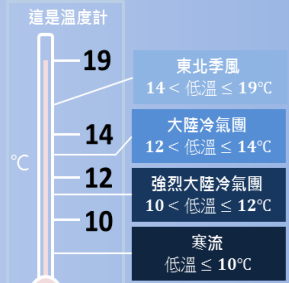 這是溫度計
19
14
℃
12
10
東北季風
14 < 低溫 ≤ 19℃
大陸冷氣團
12 < 低溫 ≤ 14℃
強烈大陸冷氣團
10 < 低溫 ≤ 12℃
寒流
低溫 ≤ 10℃